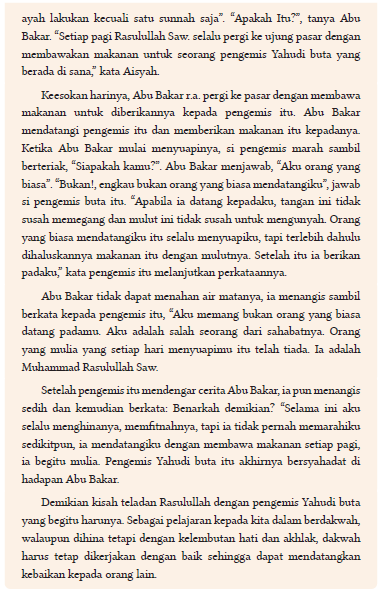 ayah lakukan kecuali satu sunnah saja”. “Apakah Itu?”, tanya Abu
Bakar. “Setiap pagi Rasulullah Saw. selalu pergi ke ujung pasar dengan
membawakan makanan untuk seorang pengemis Yahudi buta yang
berada di sana,” kata Aisyah.
Keesokan harinya, Abu Bakar r.a. pergi ke pasar dengan membawa
makanan untuk diberikannya kepada pengemis itu. Abu Bakar
mendatangi pengemis itu dan memberikan makanan itu kepadanya.
Ketika Abu Bakar mulai menyuapinya, si pengemis marah sambil
berteriak, “Siapakah kamu?”. Abu Bakar menjawab, “Aku orang yang
biasa”. “Bukan!, engkau bukan orang yang biasa mendatangiku”, jawab
si pengemis buta itu. “Apabila ia datang kepadaku, tangan ini tidak
susah memegang dan mulut ini tidak susah untuk mengunyah. Orang
yang biasa mendatangiku itu selalu menyuapiku, tapi terlebih dahulu
dihaluskannya makanan itu dengan mulutnya. Setelah itu ia berikan
padaku,” kata pengemis itu melanjutkan perkataannya.
Abu Bakar tidak dapat menahan air matanya, ia menangis sambil
berkata kepada pengemis itu, “Aku memang bukan orang yang biasa
datang padamu. Aku adalah salah seorang dari sahabatnya. Orang
yang mulia yang setiap hari menyuapimu itu telah tiada. Ia adalah
Muhammad Rasulullah Saw.
Setelah pengemis itu mendengar cerita Abu Bakar, ia pun menangis
sedih dan kemudian berkata: Benarkah demikian? “Selama ini aku
selalu menghinanya, memfitnahnya, tapi ia tidak pernah memarahiku
sedikitpun, ia mendatangiku dengan membawa makanan setiap pagi,
ia begitu mulia. Pengemis Yahudi buta itu akhirnya bersyahadat di
hadapan Abu Bakar.
Demikian kisah teladan Rasulullah dengan pengemis Yahudi buta
yang begitu harunya. Sebagai pelajaran kepada kita dalam berdakwah,
walaupun dihina tetapi dengan kelembutan hati dan akhlak, dakwah
harus tetap dikerjakan dengan baik sehingga dapat mendatangkan
kebaikan kepada orang lain.